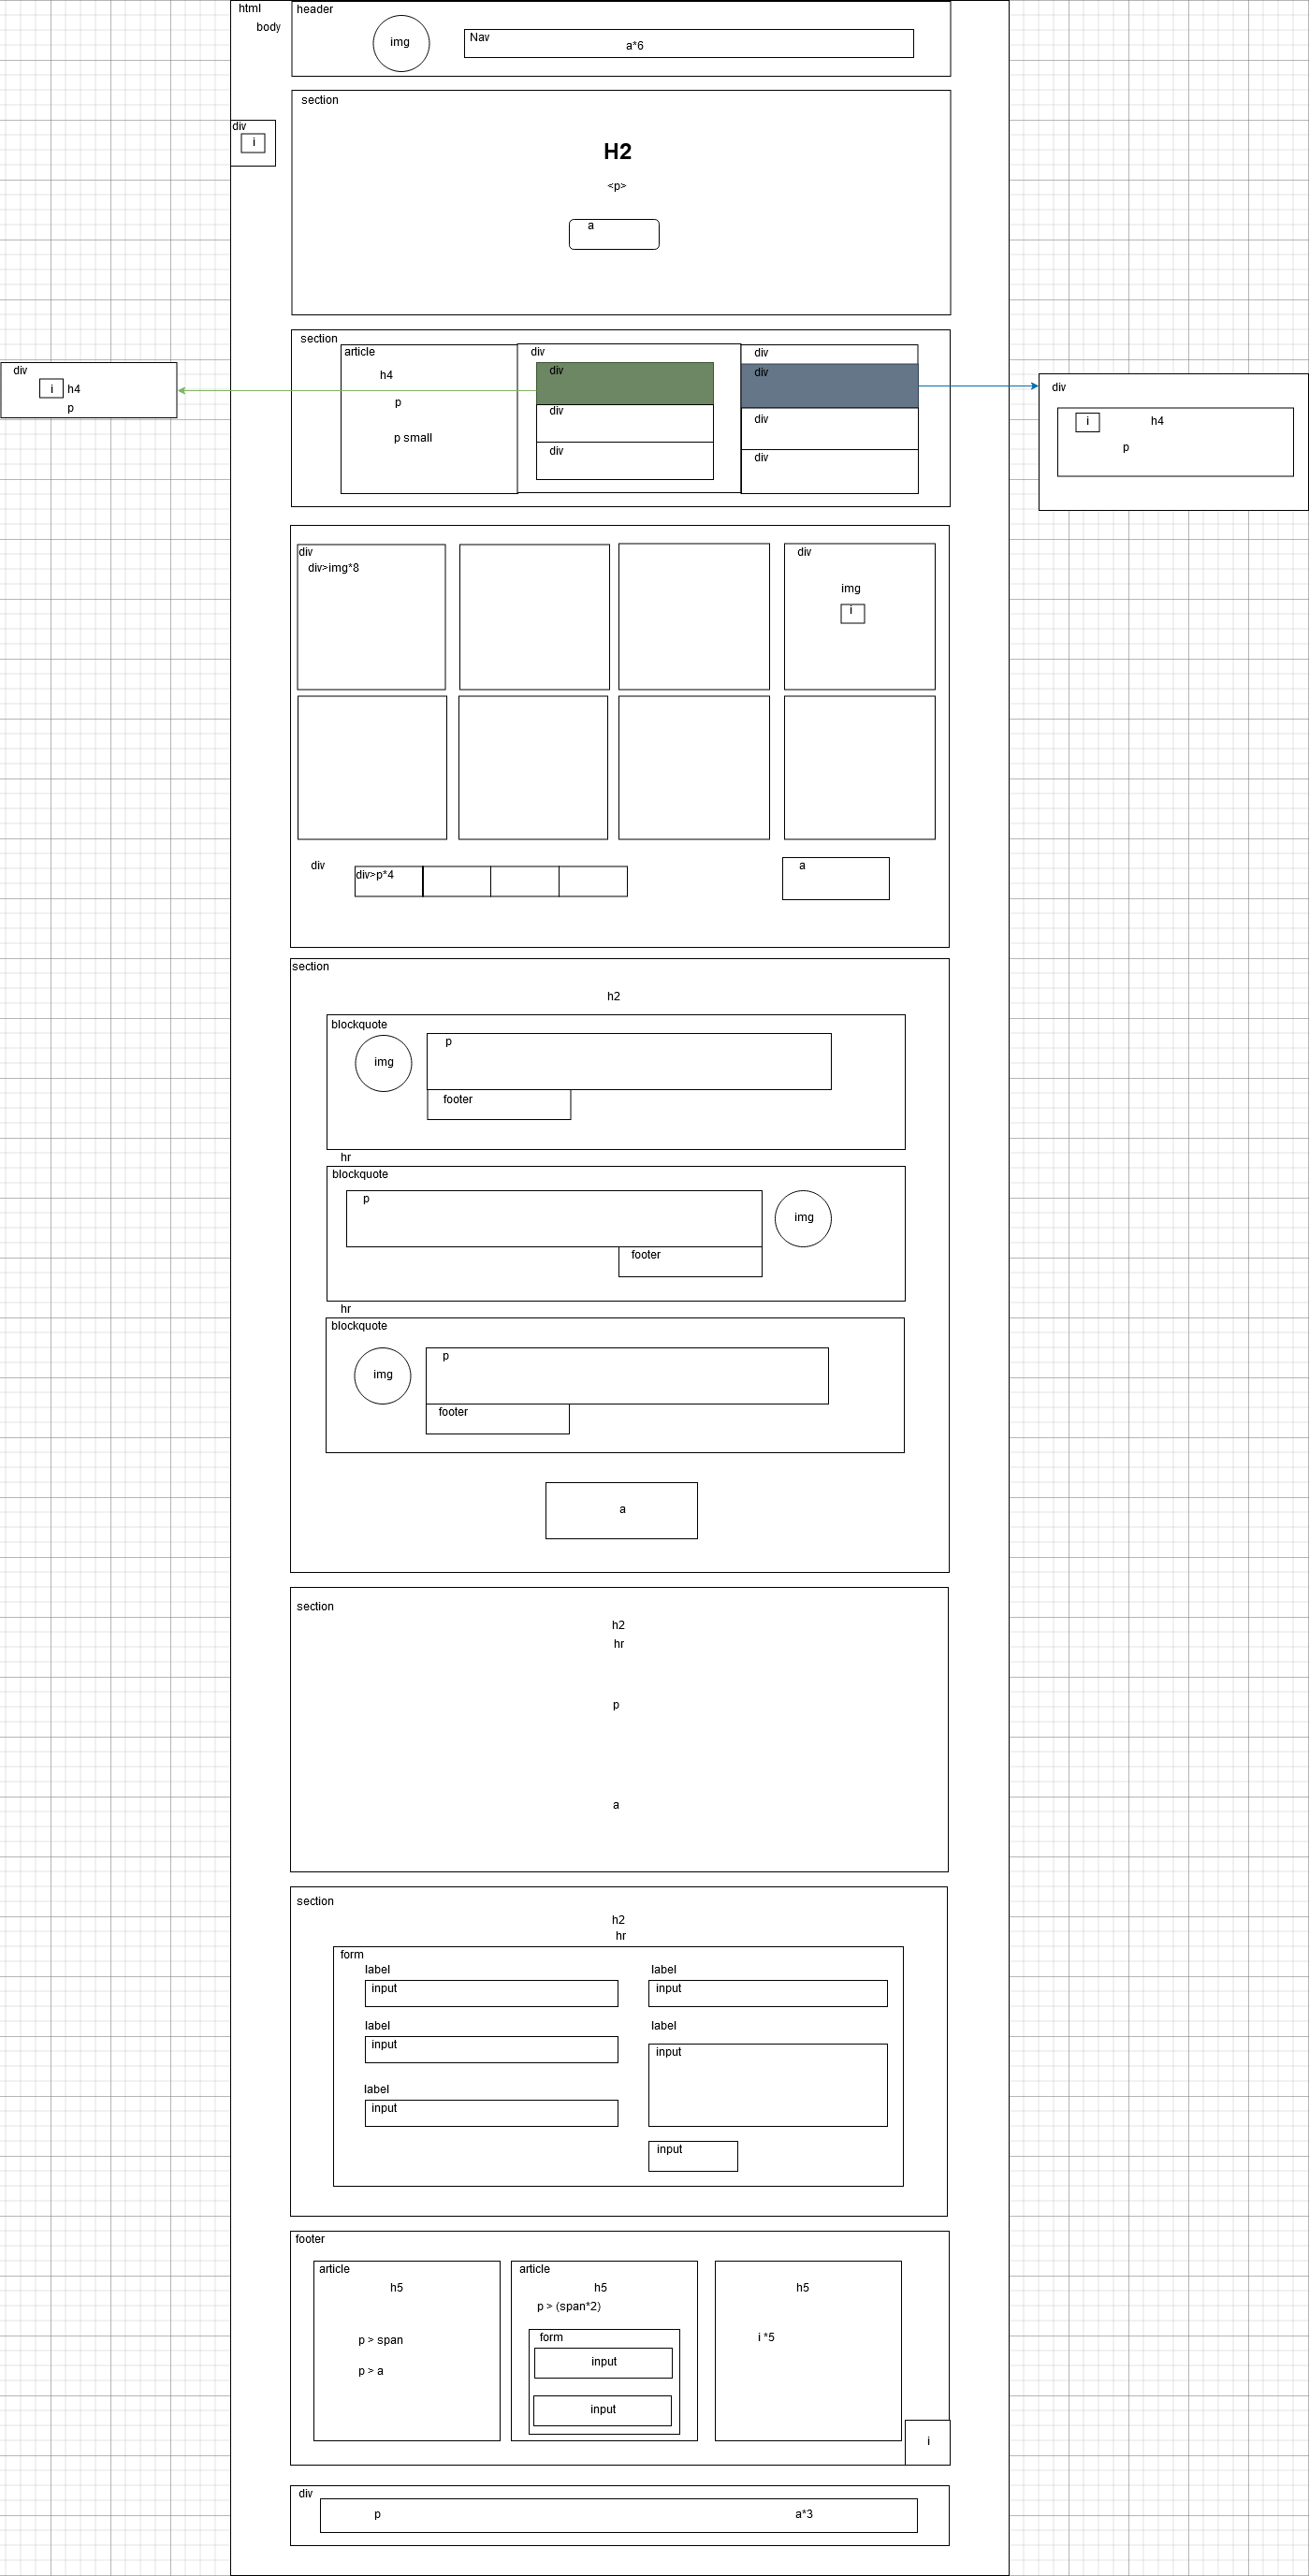 html
header
body
img
Nav
a*6
section
div
i
H2
<p>
a
section
article
h4
p
p small
div
div
div
div
div
div
div
div
div
i
h4
p
div
i
h4
p
div
div>img*8
div
img
i
div
div>p*4
a
section
h2
blockquote
img
p
footer
hr
blockquote
p
img
footer
hr
blockquote
img
p
footer
a
section
h2
hr
p
a
section
h2
hr
form
label
input
label
input
label
input
label
input
label
input
input
footer
article
h5
p > span
p > a
article
h5
p > (span*2)
form
input
input
h5
i *5
i
div
p
a*3